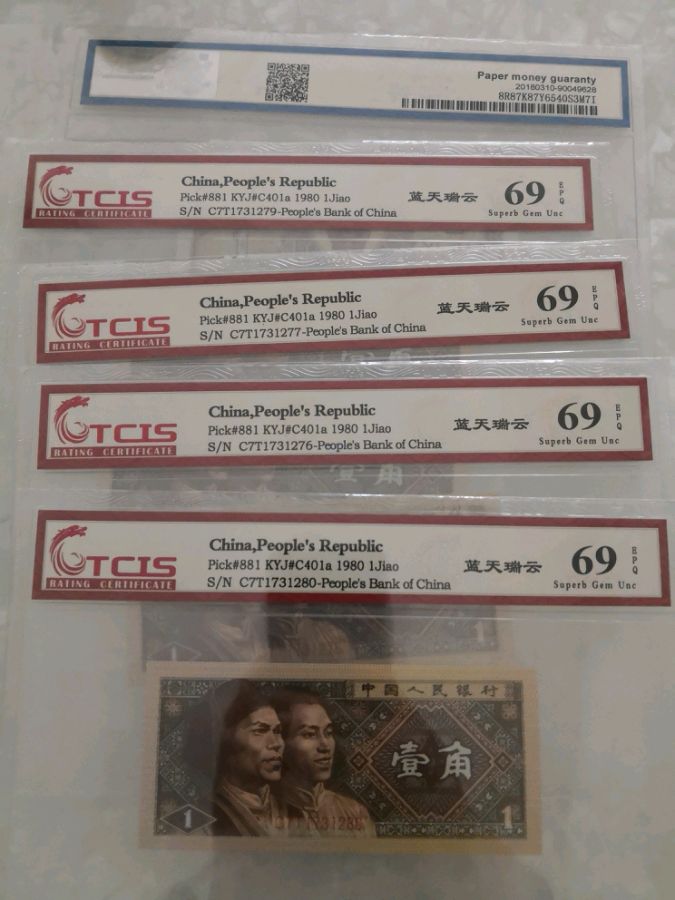 Paper money guaranty
20180310-90049628
8R87K87Y6540S3M7I
TCIS
RATING CERTIFICATE
China,People's Republic
Pick#881 KYJ#C401a 1980 1Jiao
S/N C7T1731279-People's Bank of China
蓝天瑞云
69
EPQ
Superb Gem Unc
TCIS
RATING CERTIFICATE
China,People's Republic
Pick#881 KYJ#C401a 1980 1Jiao
S/N C7T1731277-People's Bank of China
蓝天瑞云
69
EPQ
Superb Gem Unc
TCIS
RATING CERTIFICATE
China,People's Republic
Pick#881 KYJ#C401a 1980 1Jiao
S/N C7T1731276-People's Bank of China
蓝天瑞云
69
EPQ
Superb Gem Unc
壹角
TCIS
RATING CERTIFICATE
China,People's Republic
Pick#881 KYJ#C401a 1980 1Jiao
S/N C7T1731280-People's Bank of China
蓝天瑞云
69
EPQ
Superb Gem Unc
1
1
中国人民银行
壹角
1
1